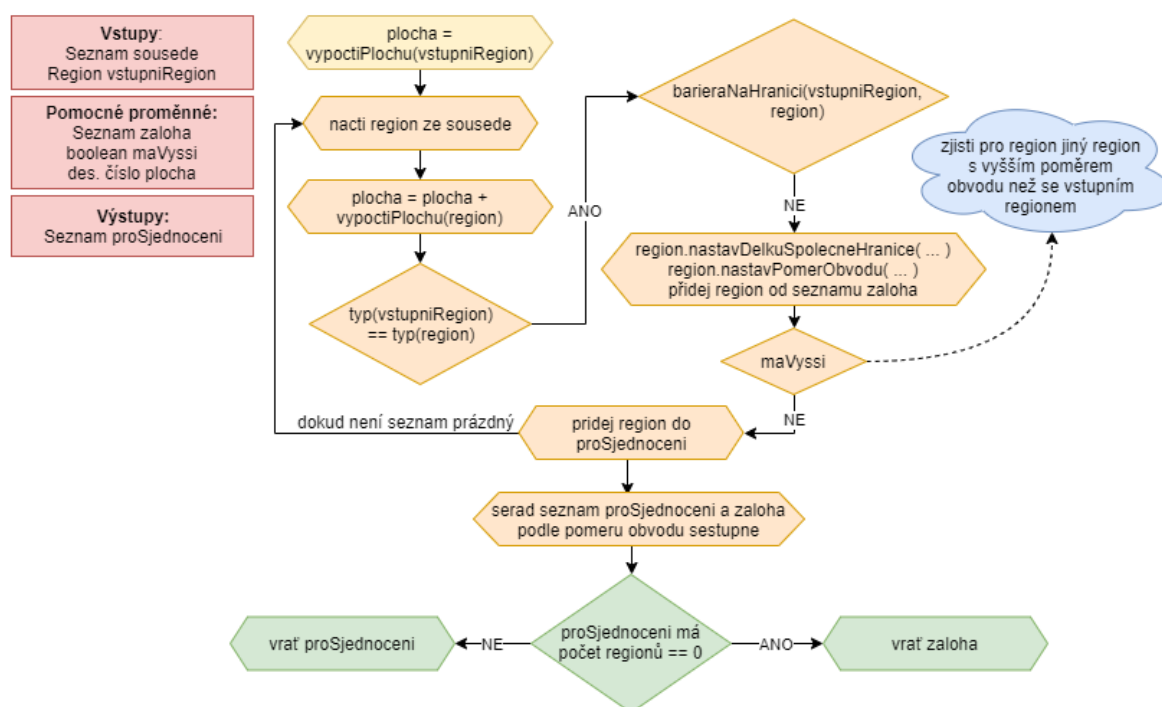 Vstupy:
Seznam sousede
Region vstupniRegion
Pomocné proměnné:
Seznam zaloha
boolean maVyssi
des. číslo plocha
Výstupy:
Seznam proSjednoceni
plocha =
vypoctiPlochu(vstupniRegion)
nacti region ze sousede
plocha = plocha +
vypoctiPlochu(region)
typ(vstupniRegion)
== typ(region)
ANO
barieraNaHranici(vstupniRegion,
region)
NE
region.nastavDelkuSpolecneHranice( ... )
region.nastavPomerObvodu( ... )
přidej region od seznamu zaloha
maVyssi
zjisti pro region jiný region
s vyšším poměrem
obvodu než se vstupním
regionem
NE
pridej region do
proSjednoceni
dokud není seznam prázdný
serad seznam proSjednoceni a zaloha
podle pomeru obvodu sestupne
proSjednoceni má
počet regionů == 0
NE
vrať proSjednoceni
ANO
vrať zaloha